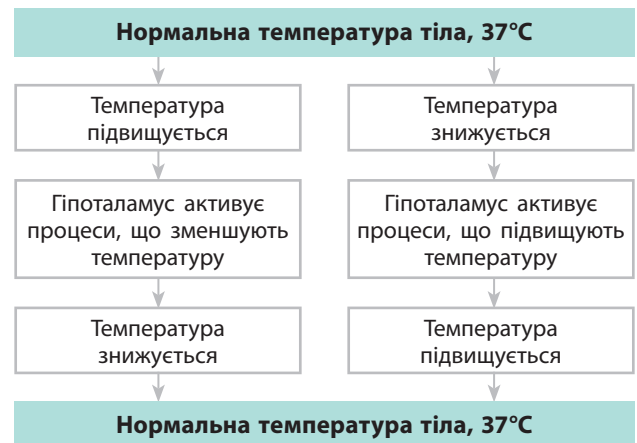 Нормальна температура тіла, 37°С
Температура
підвищується
Гіпоталамус активує
процеси, що зменшують
температуру
Температура
знижується
Температура
знижується
Гіпоталамус активує
процеси, що підвищують
температуру
Температура
підвищується
Нормальна температура тіла, 37°С